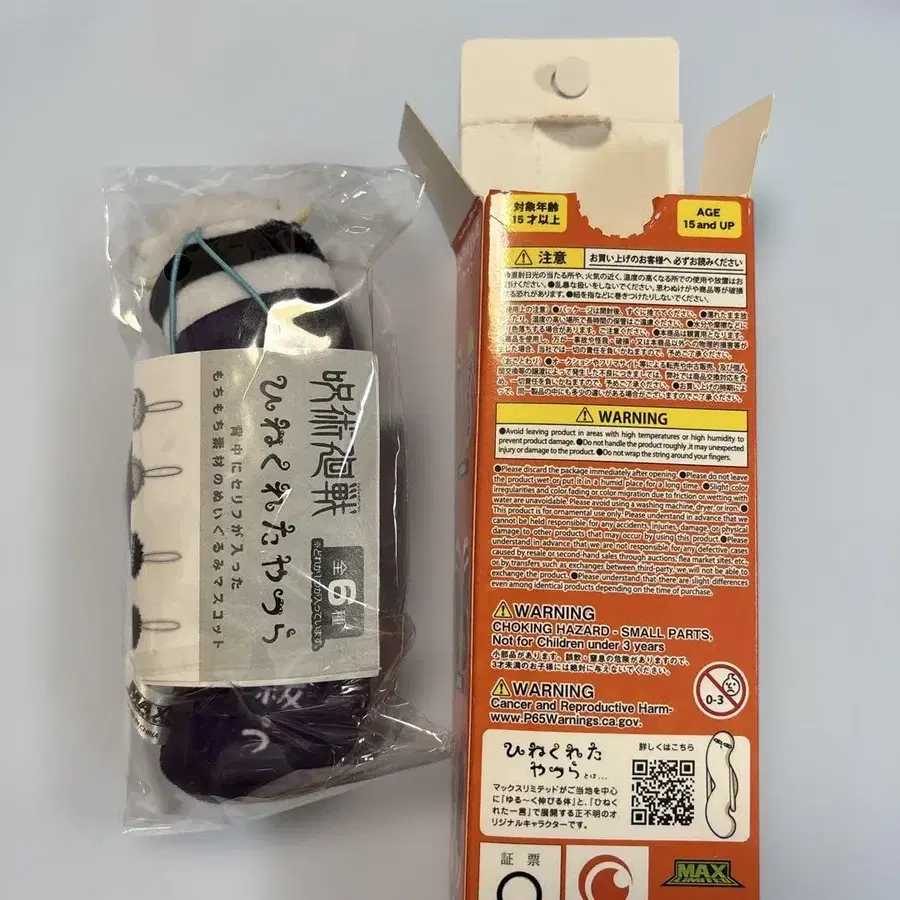 呪術廻戦
ひねくれたやつら
背中にセリフが入った
もちもち素材のぬいぐるみマスコット
全6種
MAX
CHINA
対象年齢
15才以上
AGE
15 and UP
注意
お買い上げのお客様へ 必ずお読みください
WARNING
●Avoid leaving product in areas with high temperatures or high humidity to
prevent product damage. ●Do not handle the product roughly ,it may unexpected
injury or damage to the product. ●Do not wrap the string around your fingers.
●Please discard the package immediately after opening. ●Please do not leave
the product wet or put it in a humid place for a long time. ●Slight color
irregularities and color fading or color migration due to friction or wetting with
water are unavoidable. Please avoid using a washing machine, dryer, or iron. ●
This product is for ornamental use only. Please understand in advance that we
cannot be held responsible for any accidents, injuries, damage, or physical
damage to other products that may occur by using this product. ●Please
understand in advance that we are not responsible for any defective cases
caused by resale or second-hand sales through auctions, flea market sites, etc.,
or by transfers such as exchanges between third-party. we will not be able to
exchange the product. ●Please understand that there are slight differences
even among identical products depending on the time of purchase.
WARNING
CHOKING HAZARD - SMALL PARTS,
Not for Children under 3 years
小部品があります。誤飲・窒息の危険がありますので、
3才未満のお子様には絶対に与えないでください。
0-3
WARNING
Cancer and Reproductive Harm-
www.P65Warnings.ca.gov.
ひねくれた
やつら とは…
詳しくはこちら
マックスリミテッドがご当地を中心
に「ゆる～く伸びる体」と、「ひねくれ
た一言」で展開する正不明のオ
リジナルキャラクターです。
証票
MAX
LIMITED